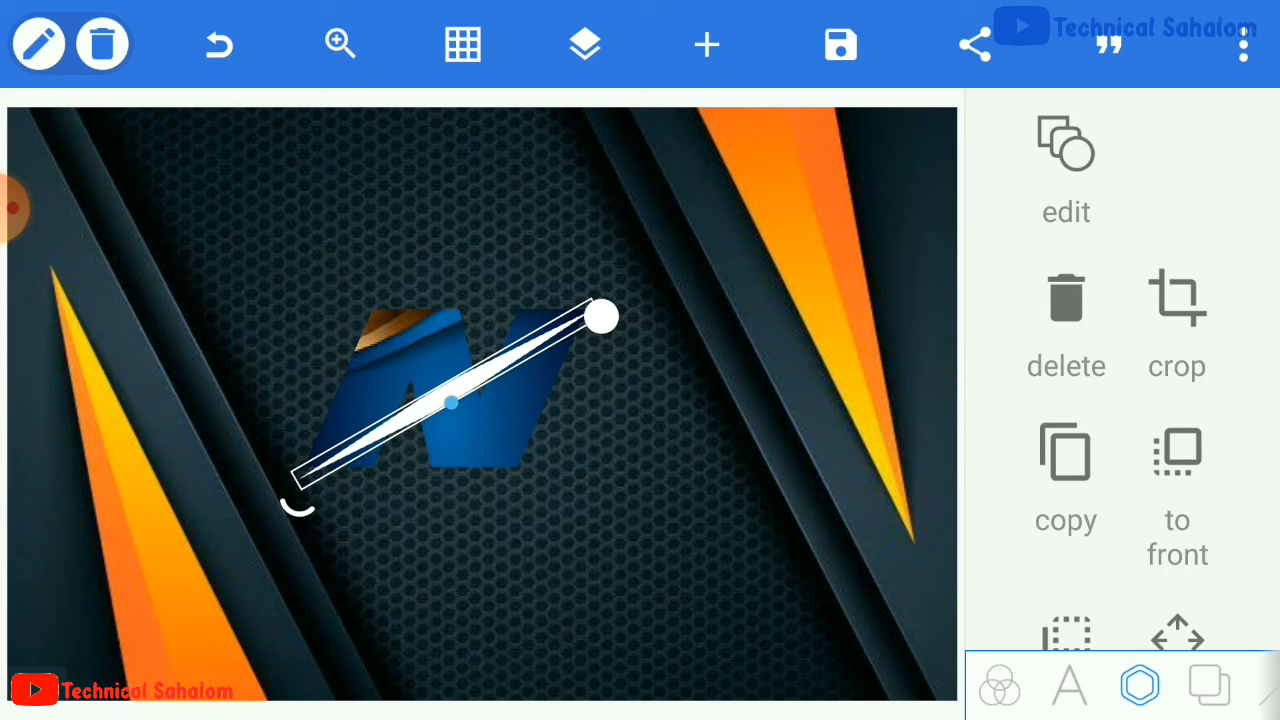 Technical Sahalom
edit
delete
crop
copy
to
front
N
A
Technical Sahalom